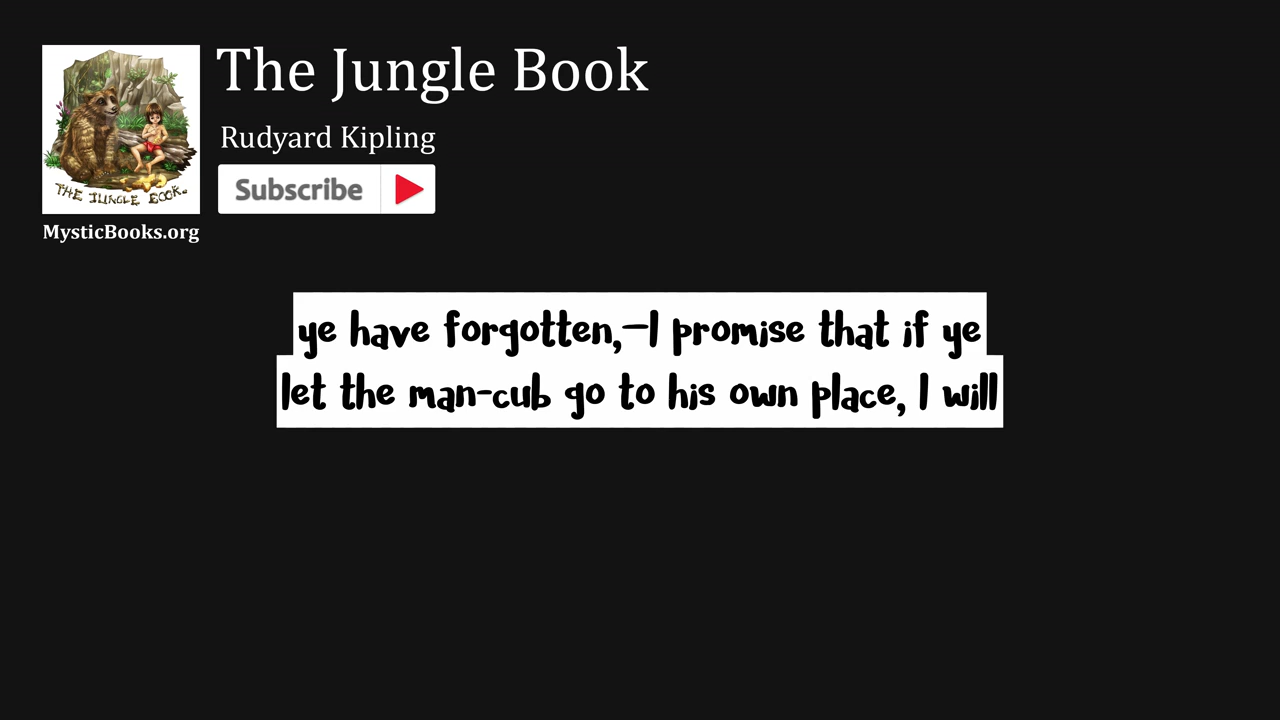 The Jungle Book
Rudyard Kipling
Subscribe
THE JUNGLE BOOK.
MysticBooks.org
ye have forgotten,—I promise that if ye
let the man-cub go to his own place, I will